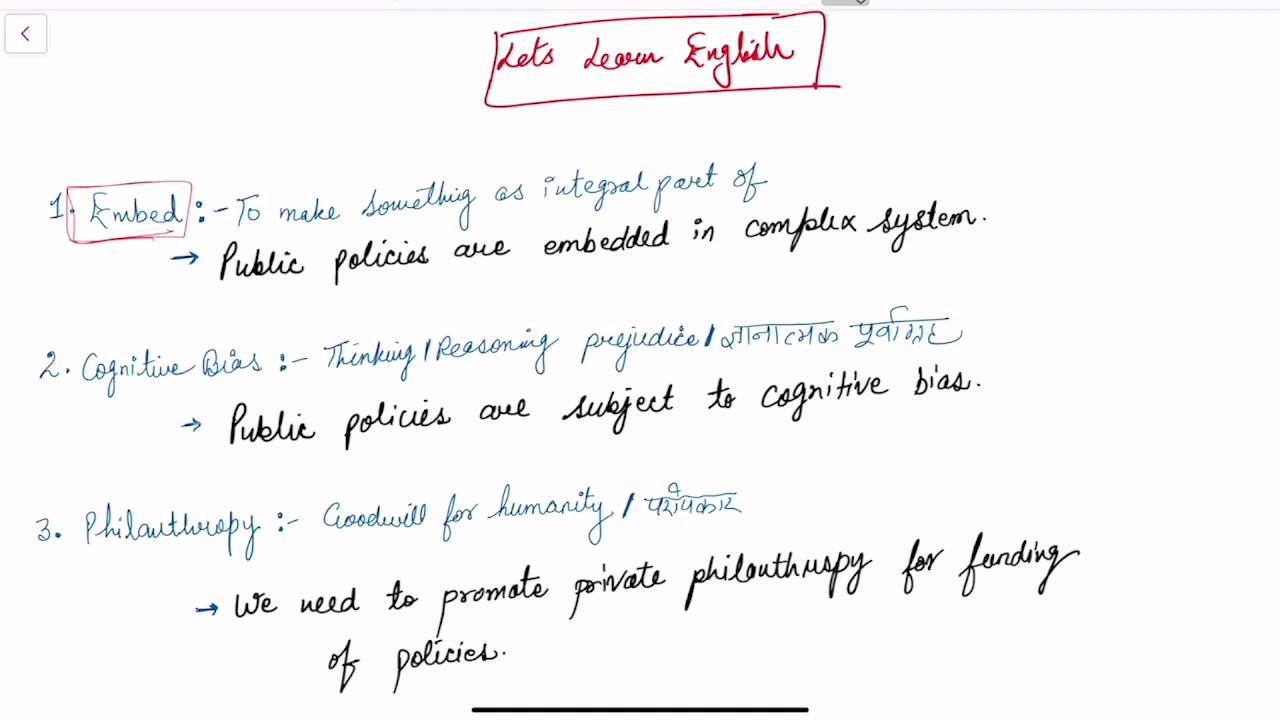 Lets Learn English
1. Embed :- To make something as integral part of
→ Public policies are embedded in complex system.
2. Cognitive Bias :- Thinking/Reasoning prejudice/ज्ञानात्मक पूर्वाग्रह
→ Public policies are subject to cognitive bias.
3. Philanthropy :- Goodwill for humanity / परोपकार
→ We need to promote private philanthropy for funding
of policies.